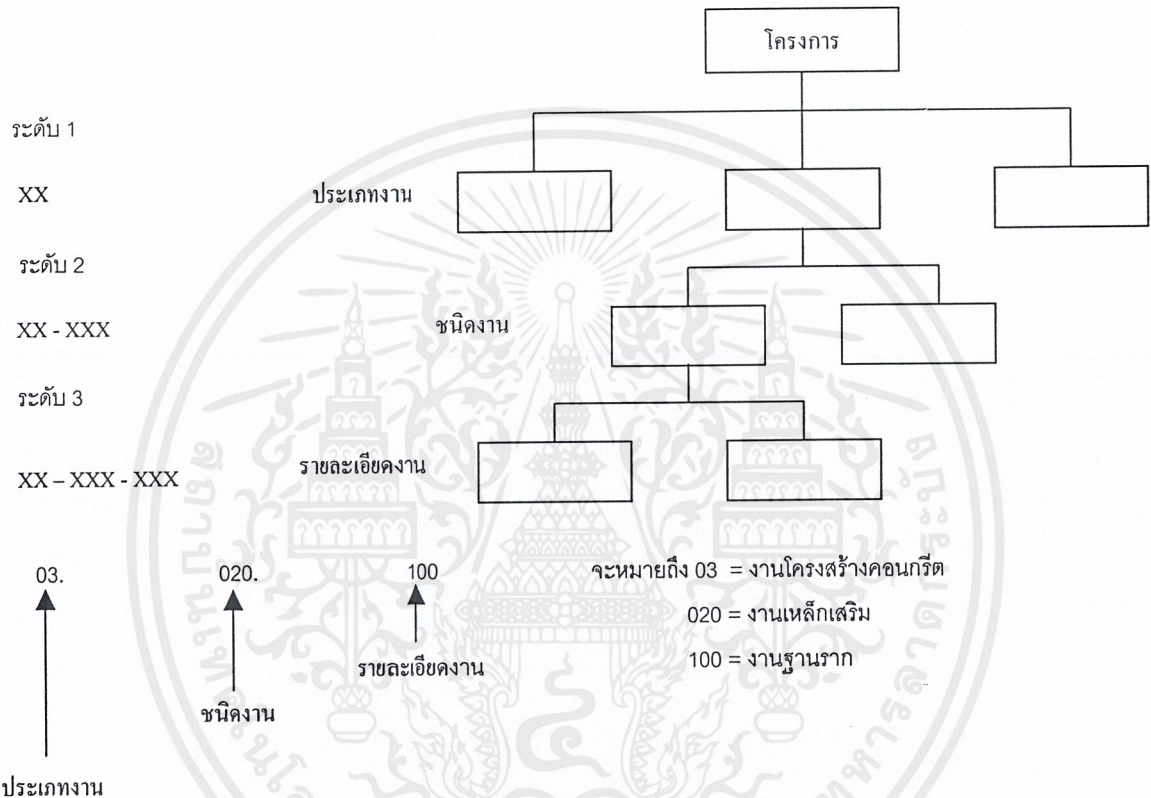 โครงการ
ระดับ 1
XX
ประเภทงาน
ระดับ 2
XX - XXX
ชนิดงาน
ระดับ 3
XX – XXX - XXX
รายละเอียดงาน
03. 020. 100 จะหมายถึง 03 = งานโครงสร้างคอนกรีต
020 = งานเหล็กเสริม
รายละเอียดงาน 100 = งานฐานราก
ชนิดงาน
ประเภทงาน